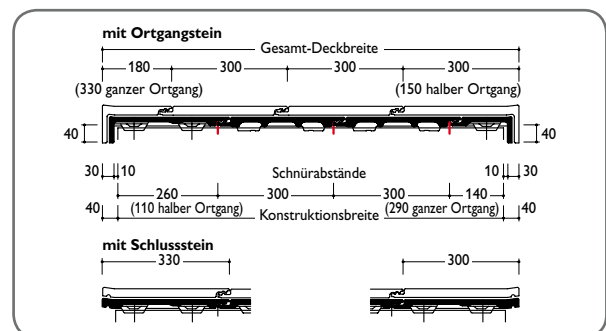 mit Ortgangstein
Gesamt-Deckbreite
180 300 300 300
(330 ganzer Ortgang) (150 halber Ortgang)
40 40
30 10 Schnürabstände 10 30
260 300 300 140
40 (110 halber Ortgang) (290 ganzer Ortgang) 40
Konstruktionsbreite
mit Schlussstein
330 300